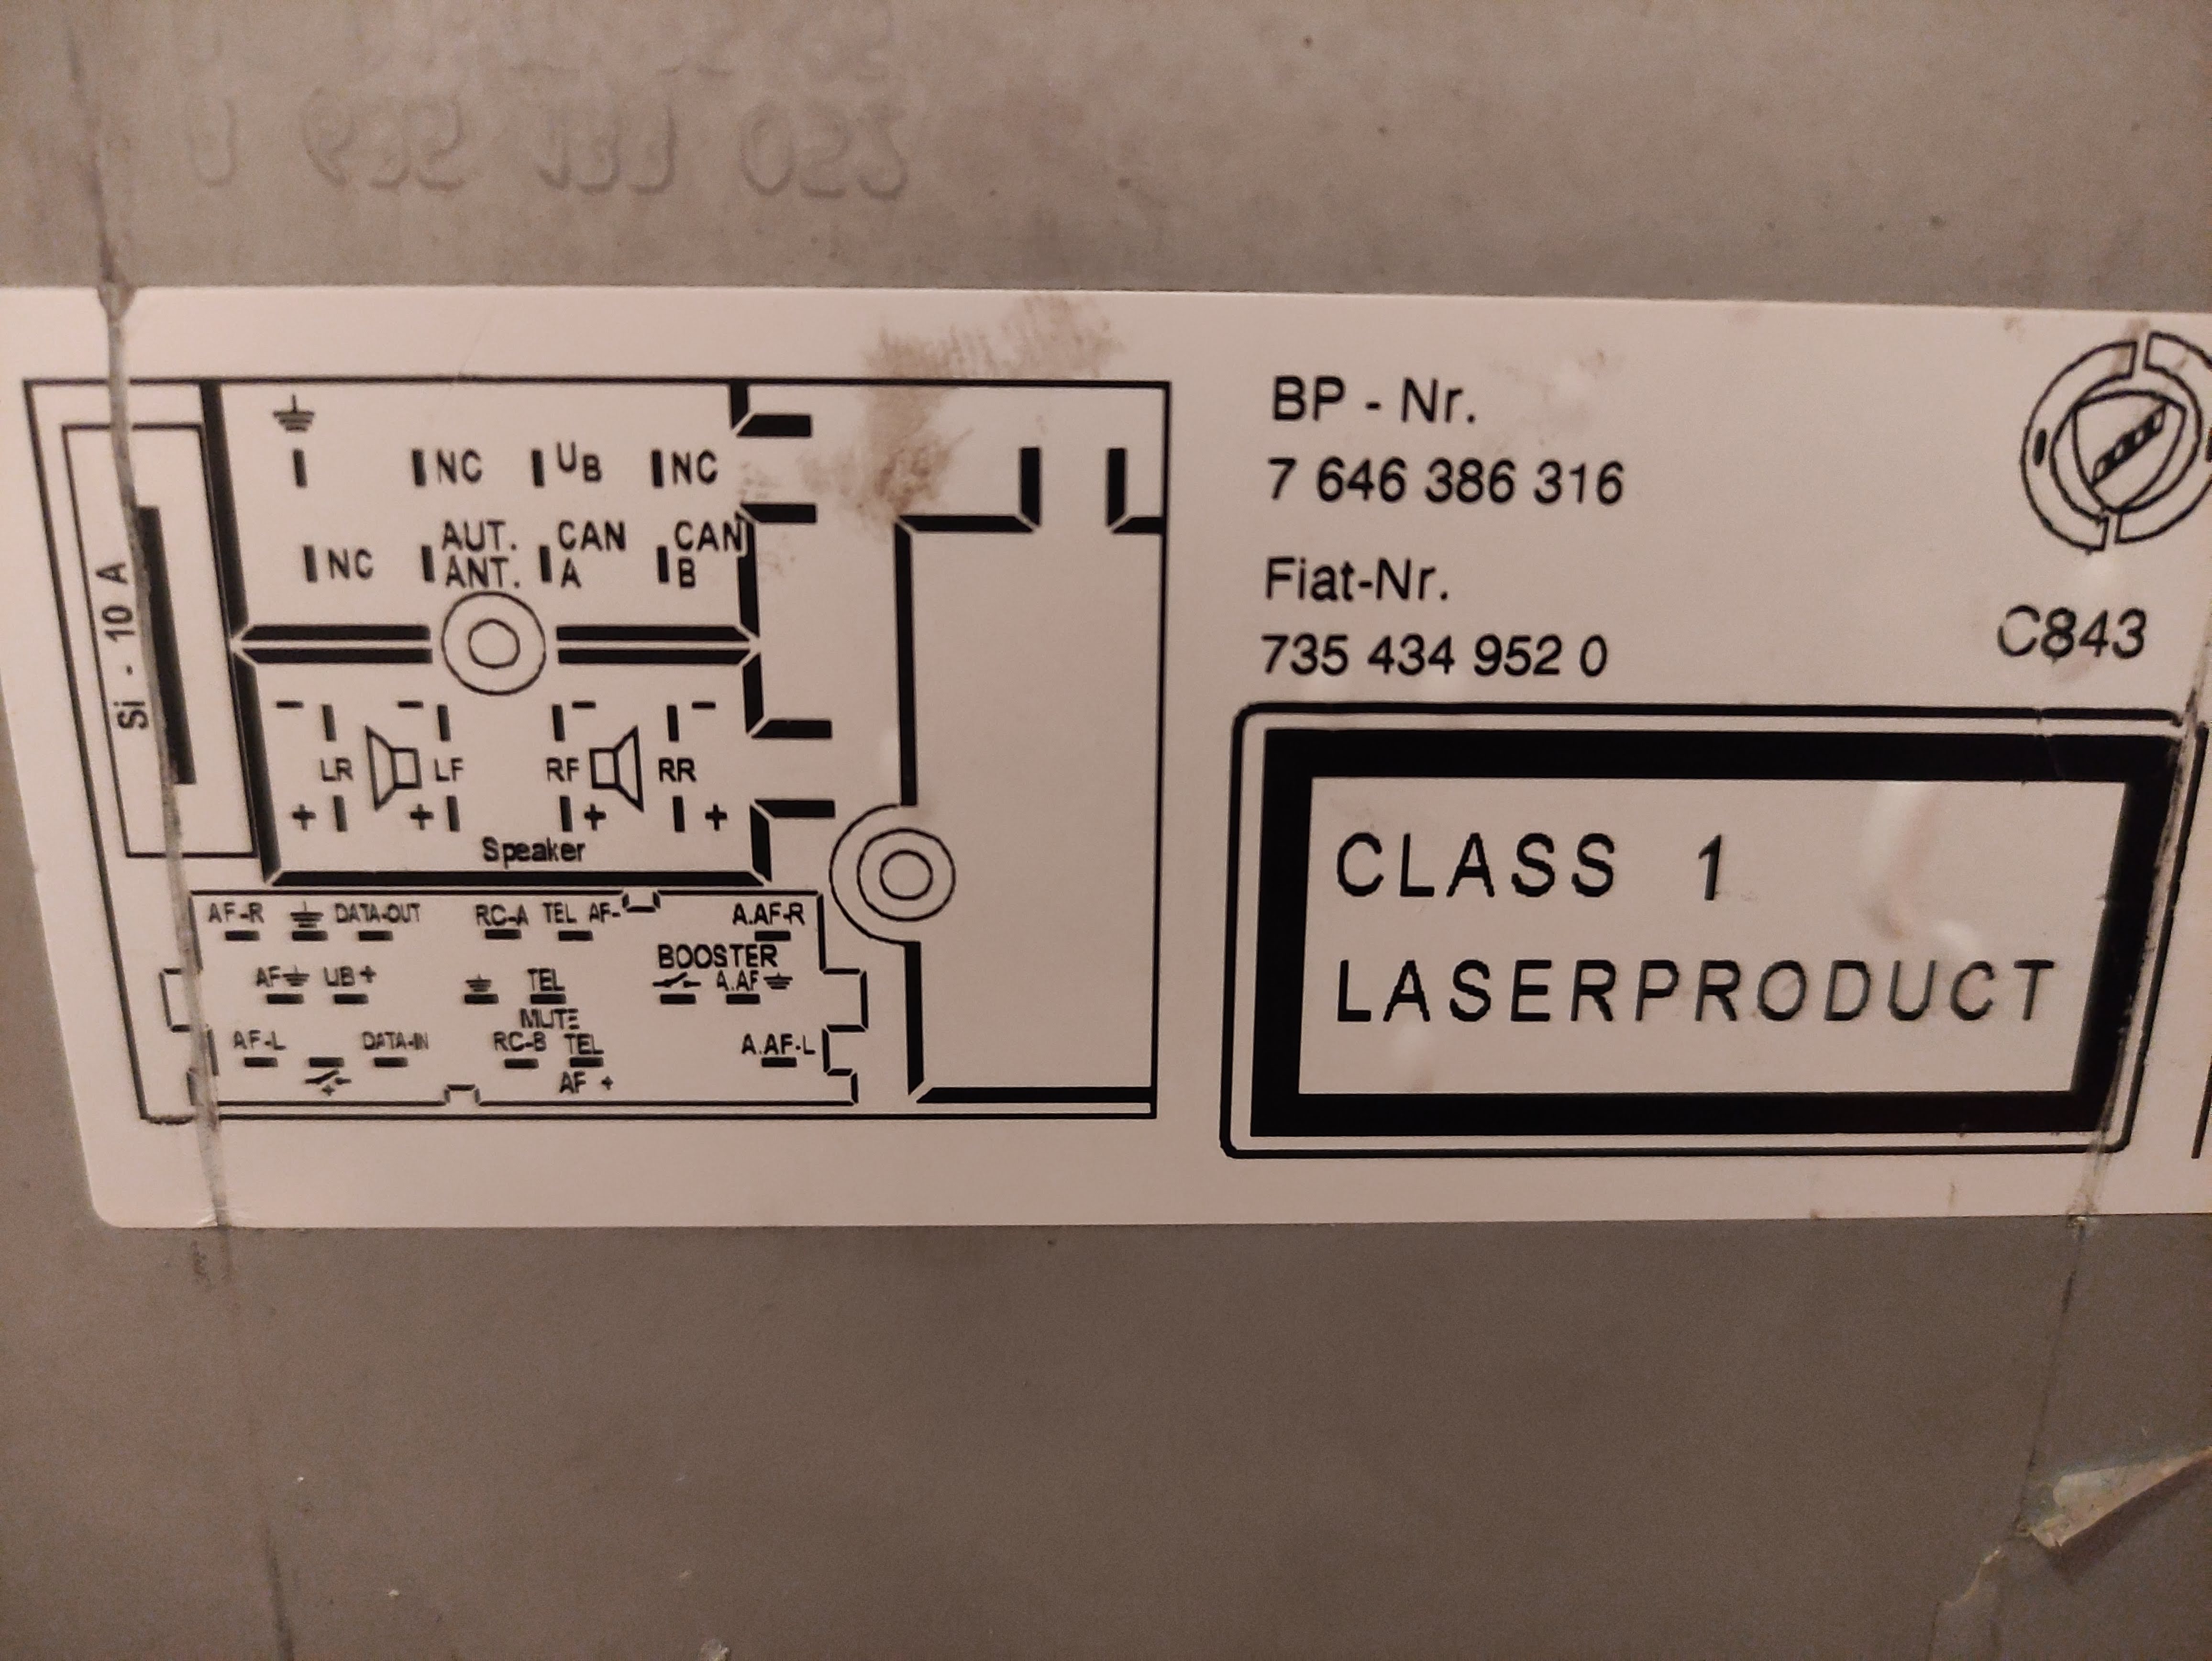 Si - 10 A
NC UB NC
NC AUT. ANT. CAN A CAN B
- - - -
LR LF RF RR
+ + + +
Speaker
AF-R DATA-OUT RC-A TEL AF- A.AF-R
BOOSTER
AF UB+ TEL MUTE A.AF
AF-L DATA-IN RC-B TEL AF + A.AF-L
BP - Nr.
7 646 386 316
Fiat-Nr.
735 434 952 0
C843
CLASS 1
LASERPRODUCT